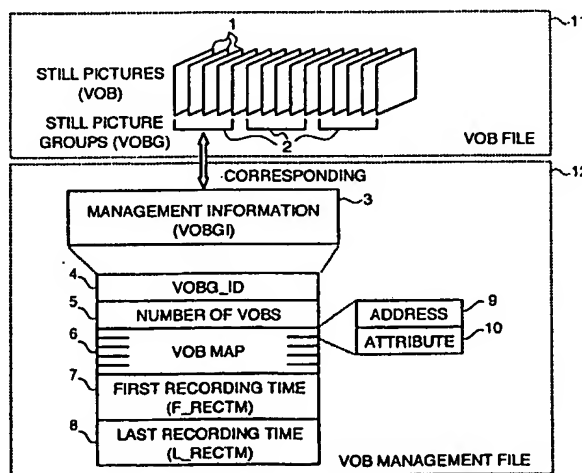 11
1
STILL PICTURES
(VOB)
STILL PICTURE
GROUPS (VOBG)
2
VOB FILE
CORRESPONDING
12
3
MANAGEMENT INFORMATION
(VOBGI)
4
VOBG_ID
5
NUMBER OF VOBS
9
ADDRESS
6
VOB MAP
10
ATTRIBUTE
7
FIRST RECORDING TIME
(F_RECTM)
8
LAST RECORDING TIME
(L_RECTM)
VOB MANAGEMENT FILE